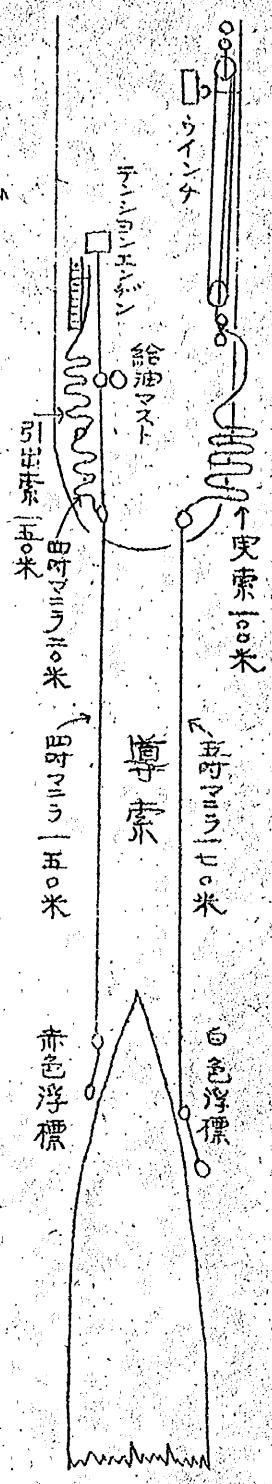 ウインチ
実索一〇〇米
テンションエンヂン
給油マスト
引出索一五〇米
四吋マニラ二〇米
導索
五吋マニラ一七〇米
四吋マニラ一五〇米
白色浮標
赤色浮標